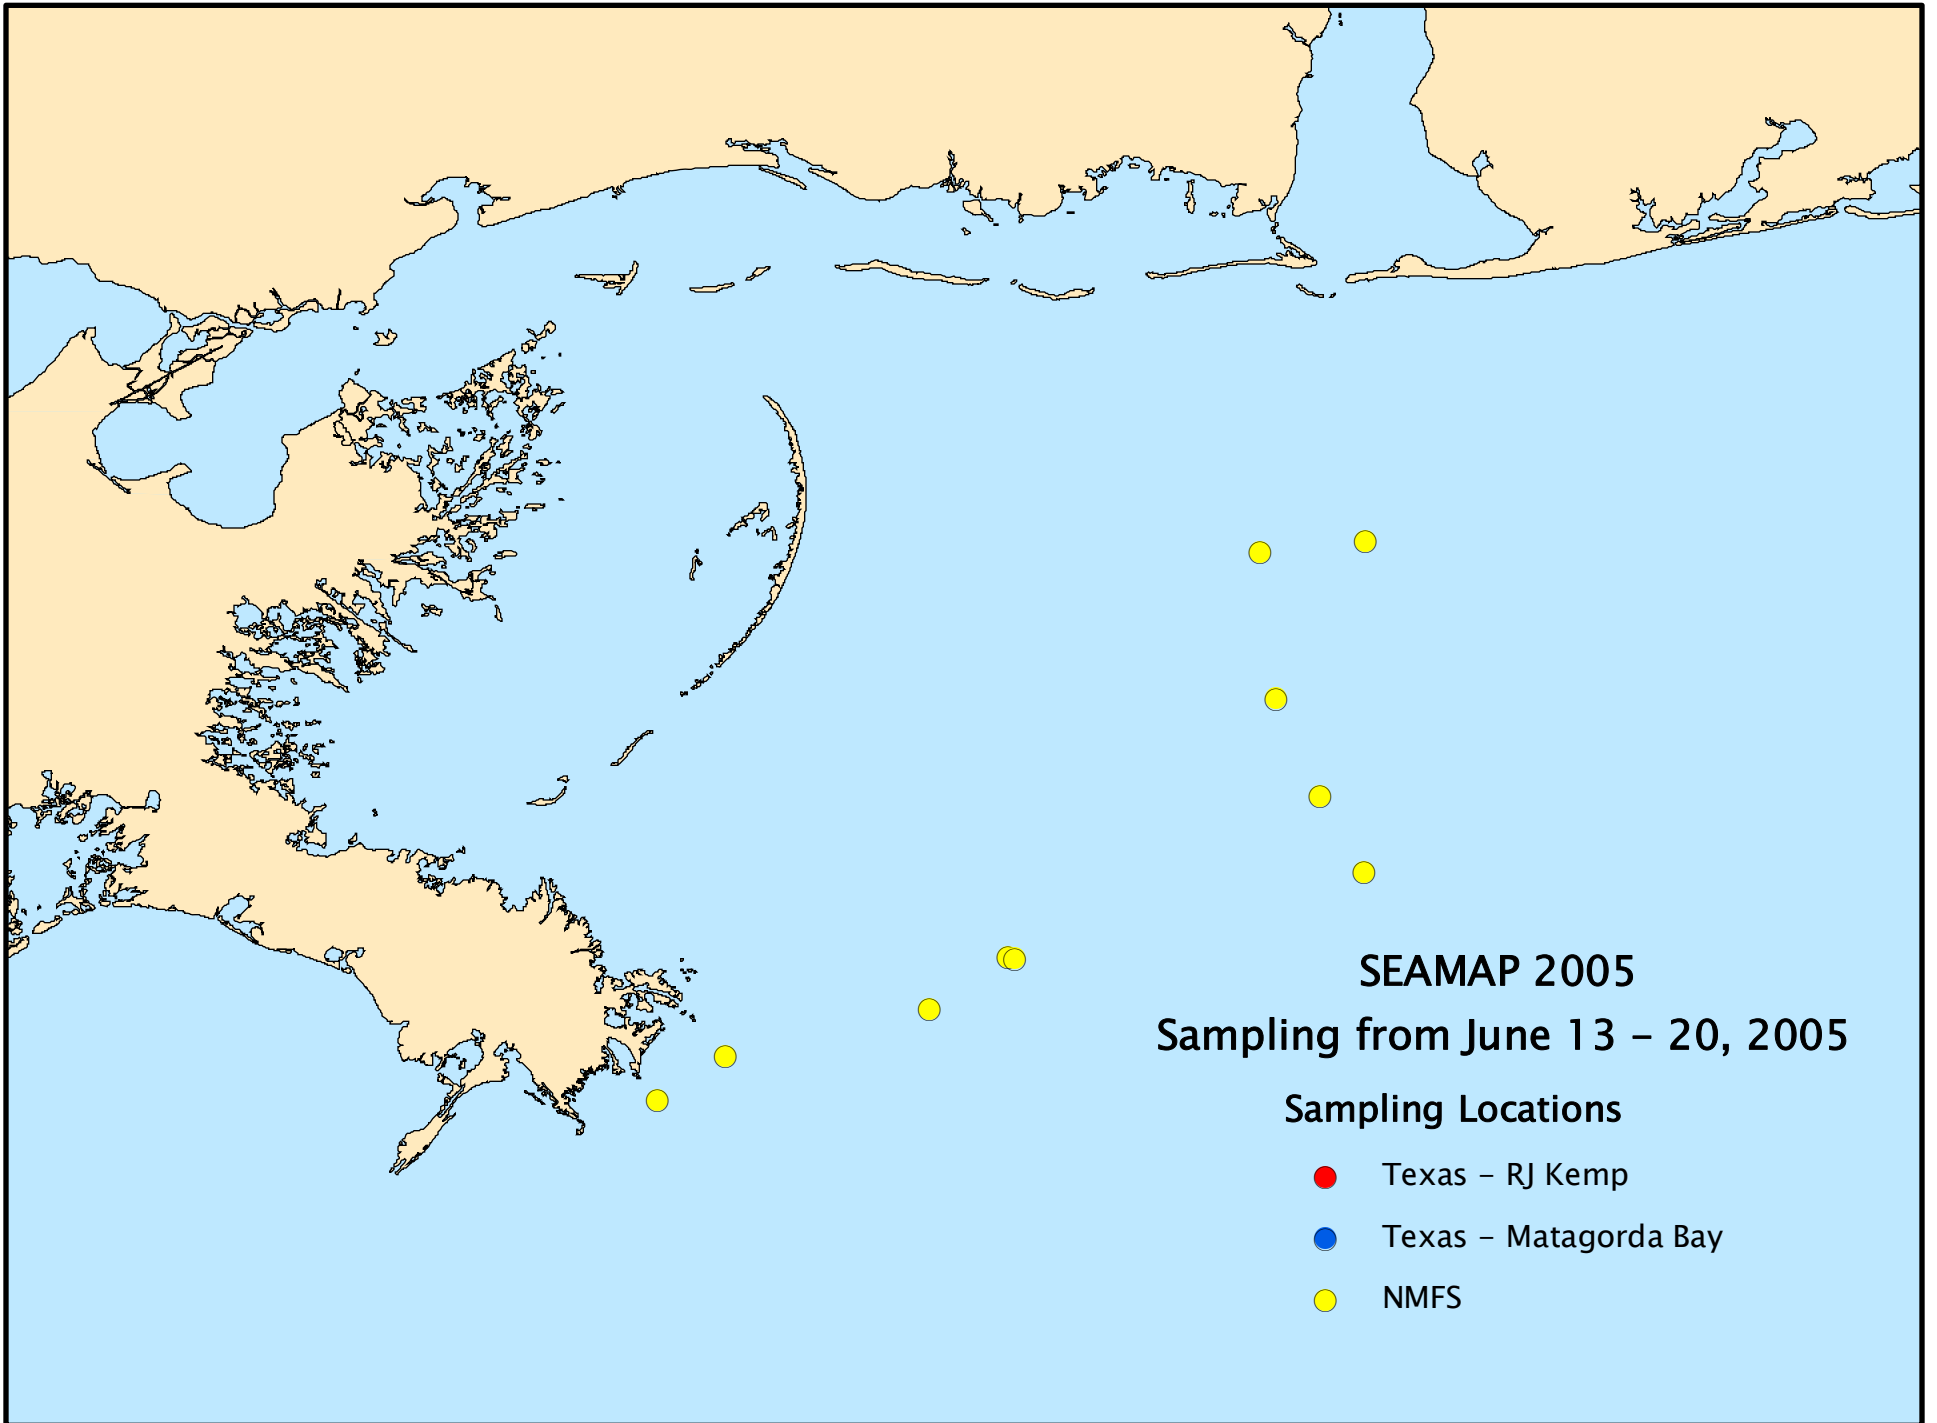 SEAMAP 2005
Sampling from June 13 - 20, 2005
Sampling Locations
Texas - RJ Kemp
Texas - Matagorda Bay
NMFS